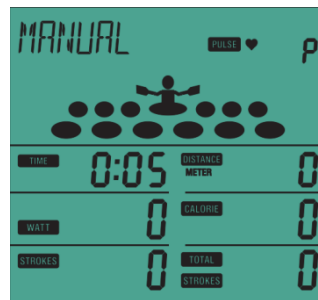 MANUAL PULSE P
TIME 0:05 DISTANCE METER 0
WATT 0 CALORIE 0
STROKES 0 TOTAL STROKES 0